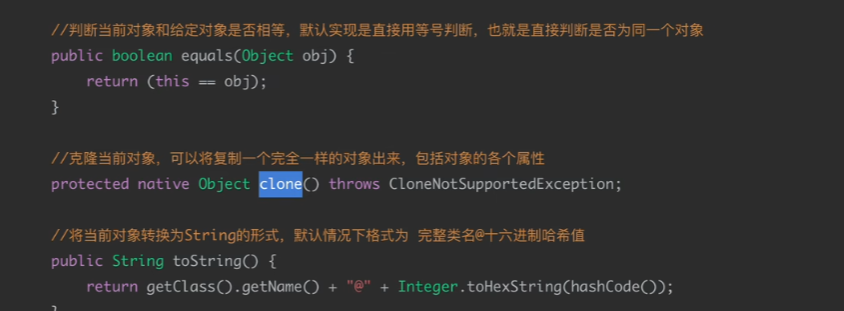 //判断当前对象和给定对象是否相等，默认实现是直接用等号判断，也就是直接判断是否为同一个对象
public boolean equals(Object obj) {
return (this == obj);
}
//克隆当前对象，可以将复制一个完全一样的对象出来，包括对象的各个属性
protected native Object clone() throws CloneNotSupportedException;
//将当前对象转换为String的形式，默认情况下格式为 完整类名@十六进制哈希值
public String toString() {
return getClass().getName() + "@" + Integer.toHexString(hashCode());
}